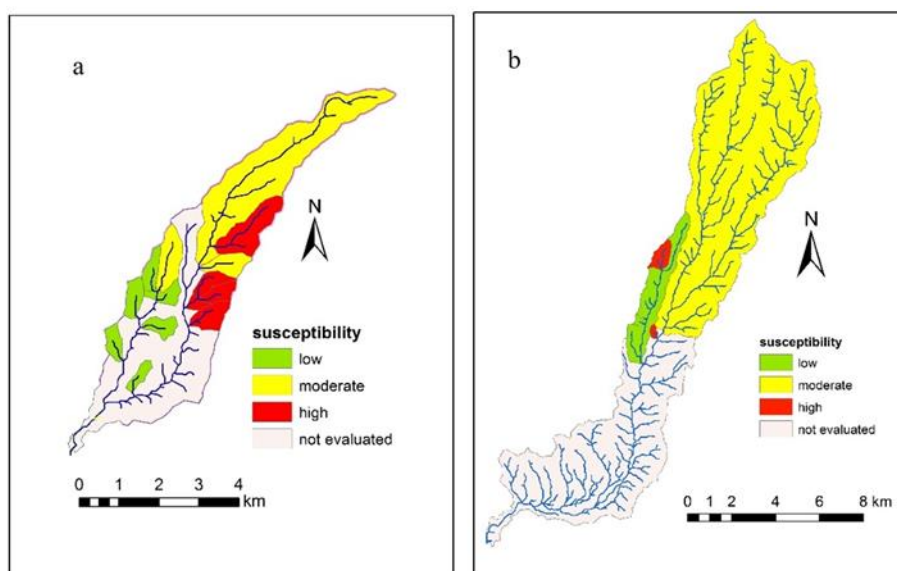 a
N
susceptibility
low
moderate
high
not evaluated
0 1 2 3 4
km
b
N
susceptibility
low
moderate
high
not evaluated
0 1 2 4 6 8
km